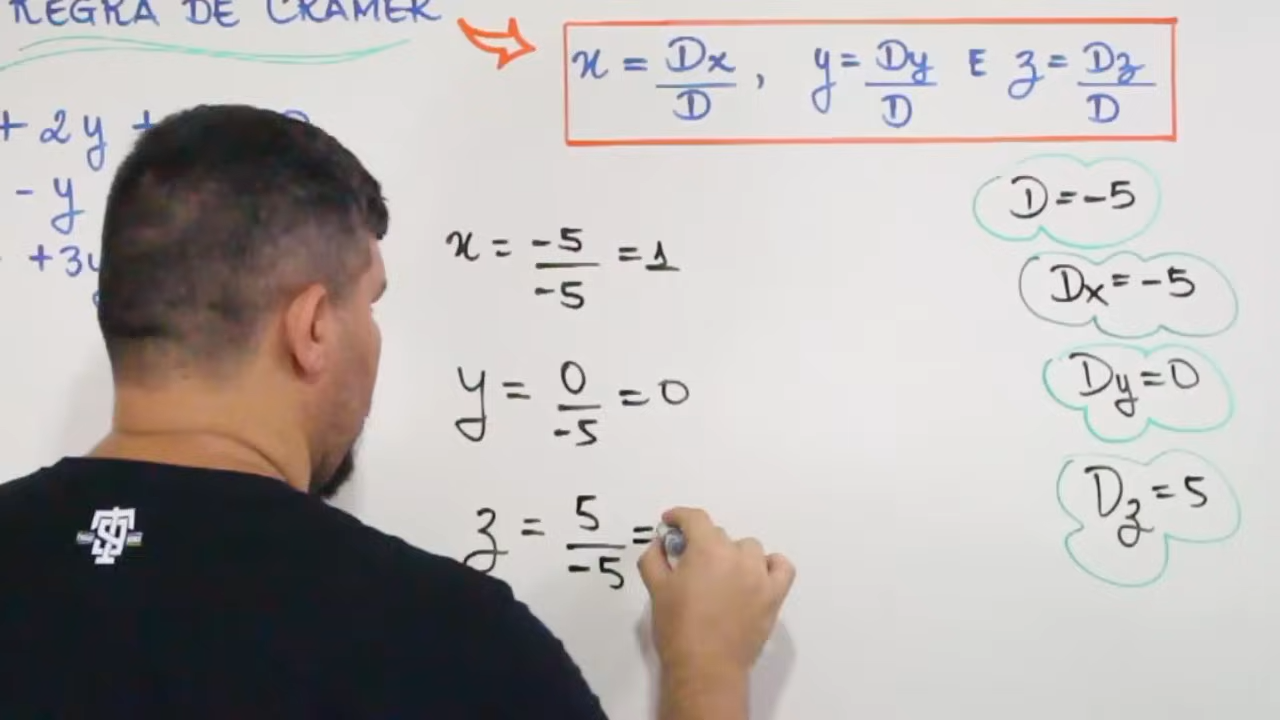 REGRA DE CRAMER
x = Dx/D , y = Dy/D E z = Dz/D
+ 2y +
- y
+3y
x = -5/-5 = 1
y = 0/-5 = 0
z = 5/-5 =
D = -5
Dx = -5
Dy = 0
Dz = 5